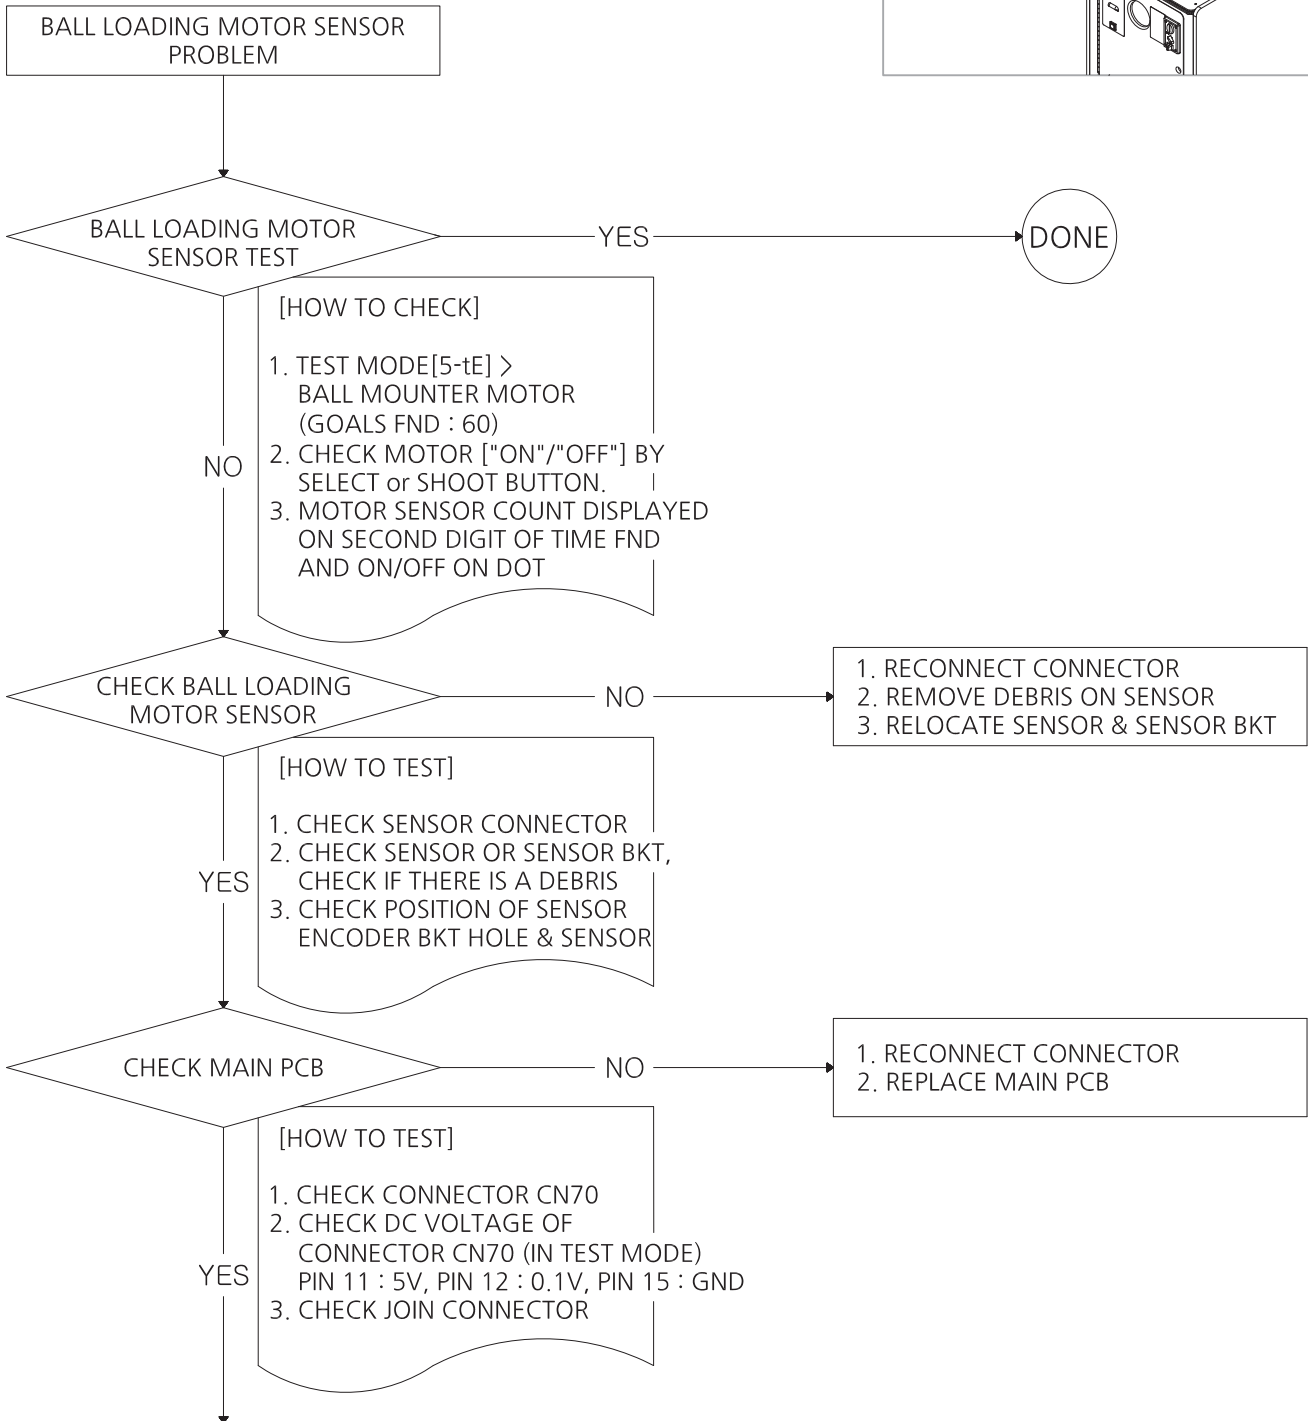 BALL LOADING MOTOR SENSOR
PROBLEM
BALL LOADING MOTOR
SENSOR TEST
YES
DONE
[HOW TO CHECK]
1. TEST MODE[5-tE] >
BALL MOUNTER MOTOR
(GOALS FND : 60)
2. CHECK MOTOR ["ON"/"OFF"] BY
SELECT or SHOOT BUTTON.
3. MOTOR SENSOR COUNT DISPLAYED
ON SECOND DIGIT OF TIME FND
AND ON/OFF ON DOT
NO
CHECK BALL LOADING
MOTOR SENSOR
NO
1. RECONNECT CONNECTOR
2. REMOVE DEBRIS ON SENSOR
3. RELOCATE SENSOR & SENSOR BKT
[HOW TO TEST]
1. CHECK SENSOR CONNECTOR
2. CHECK SENSOR OR SENSOR BKT,
CHECK IF THERE IS A DEBRIS
3. CHECK POSITION OF SENSOR
ENCODER BKT HOLE & SENSOR
YES
CHECK MAIN PCB
NO
1. RECONNECT CONNECTOR
2. REPLACE MAIN PCB
[HOW TO TEST]
1. CHECK CONNECTOR CN70
2. CHECK DC VOLTAGE OF
CONNECTOR CN70 (IN TEST MODE)
PIN 11 : 5V, PIN 12 : 0.1V, PIN 15 : GND
3. CHECK JOIN CONNECTOR
YES